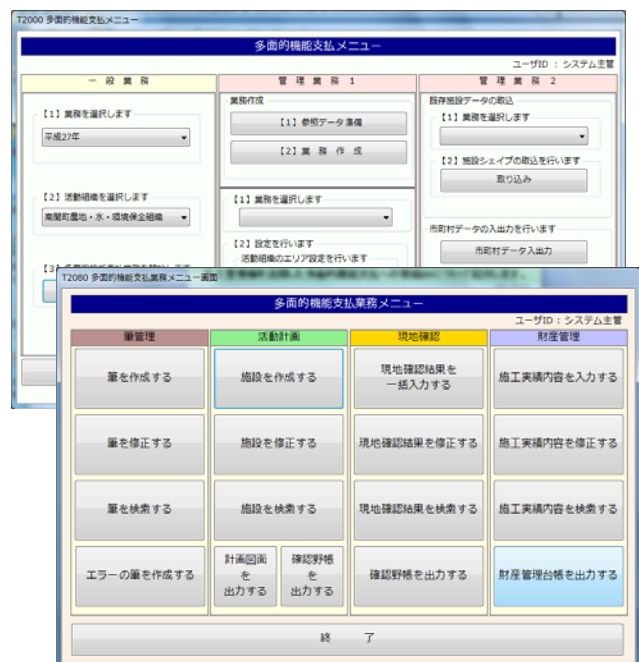 T2000 多面的機能支払メニュー
多面的機能支払メニュー
ユーザID : システム主管
一 般 業 務
【1】業務を選択します
平成27年
【2】活動組織を選択します
南関町農地・水・環境保全組織
管 理 業 務 1
業務作成
【1】参照データ準備
【2】業 務 作 成
【1】業務を選択します
【2】設定を行います
活動組織のエリア設定を行います
管 理 業 務 2
既存施設データの取込
【1】業務を選択します
【2】施設シェイプの取込を行います
取り込み
市町村データの入出力を行います
市町村データ入出力
T2080 多面的機能支払業務メニュー画面
多面的機能支払業務メニュー
ユーザID : システム主管
筆管理
筆を作成する
筆を修正する
筆を検索する
エラーの筆を作成する
活動計画
施設を作成する
施設を修正する
施設を検索する
計画図面
を
出力する
確認野帳
を
出力する
現地確認
現地確認結果を
一括入力する
現地確認結果を修正する
現地確認結果を検索する
確認野帳を出力する
財産管理
施工実績内容を入力する
施工実績内容を修正する
施工実績内容を検索する
財産管理台帳を出力する
終 了